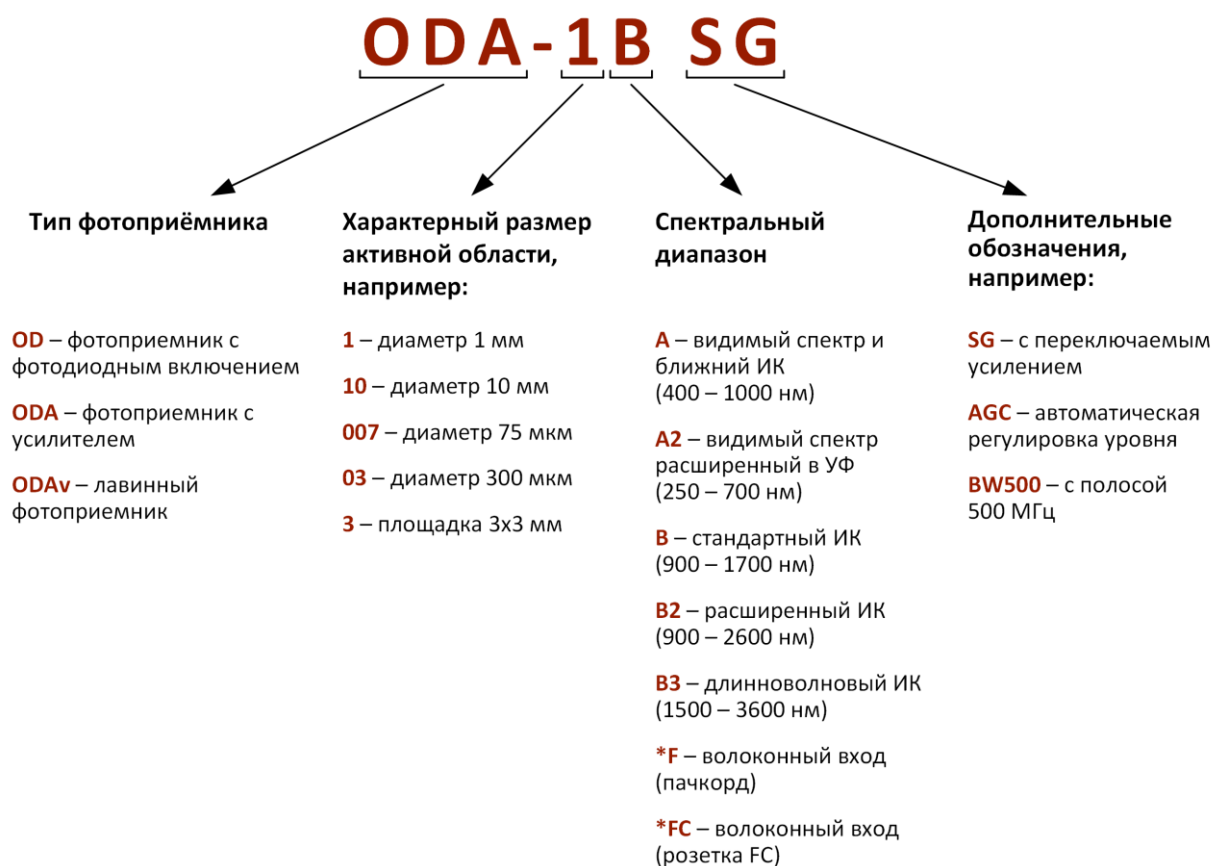 ODA-1B SG
Тип фотоприёмника
OD – фотоприемник с
фотодиодным включением
ODA – фотоприемник с
усилителем
ODAv – лавинный
фотоприемник
Характерный размер
активной области,
например:
1 – диаметр 1 мм
10 – диаметр 10 мм
007 – диаметр 75 мкм
03 – диаметр 300 мкм
3 – площадка 3х3 мм
Спектральный
диапазон
A – видимый спектр и
ближний ИК
(400 – 1000 нм)
A2 – видимый спектр
расширенный в УФ
(250 – 700 нм)
B – стандартный ИК
(900 – 1700 нм)
B2 – расширенный ИК
(900 – 2600 нм)
B3 – длинноволновый ИК
(1500 – 3600 нм)
*F – волоконный вход
(пачкорд)
*FC – волоконный вход
(розетка FC)
Дополнительные
обозначения,
например:
SG – с переключаемым
усилением
AGC – автоматическая
регулировка уровня
BW500 – с полосой
500 МГц